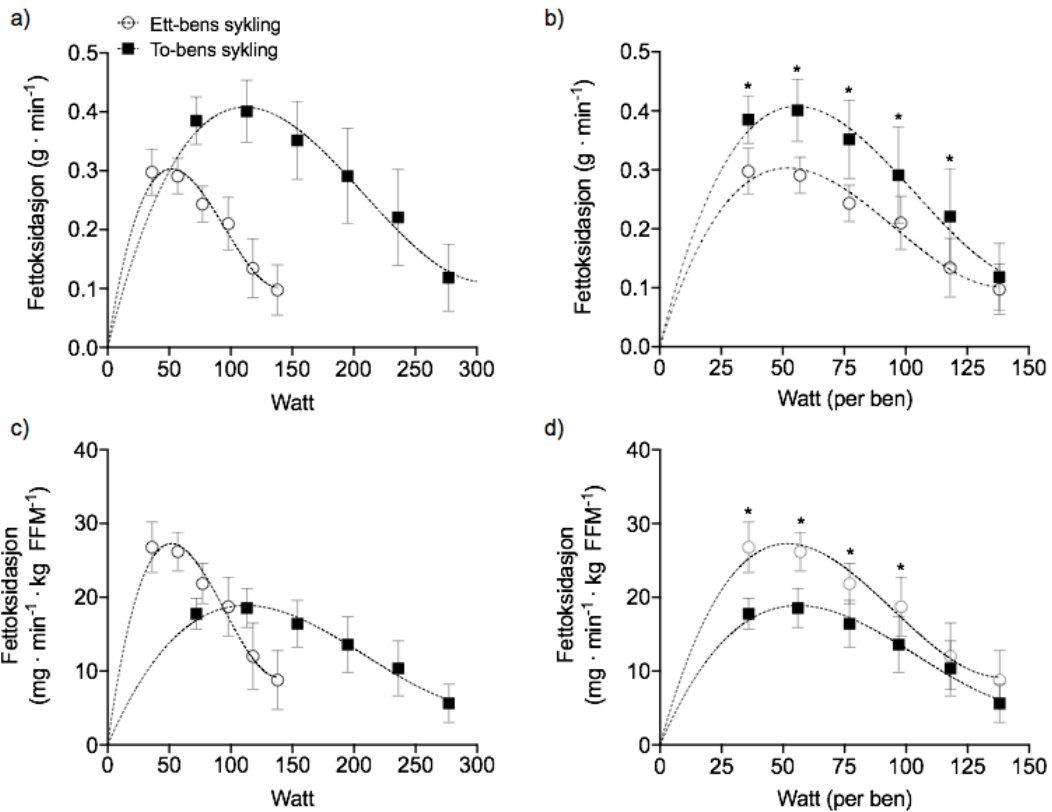 a)
Ett-bens sykling
To-bens sykling
Fettoksidasjon (g · min⁻¹)
0.5
0.4
0.3
0.2
0.1
0.0
0 50 100 150 200 250 300
Watt
b)
Fettoksidasjon (g · min⁻¹)
0.5
0.4
0.3
0.2
0.1
0.0
* * * * *
0 25 50 75 100 125 150
Watt (per ben)
c)
Fettoksidasjon
(mg · min⁻¹ · kg FFM⁻¹)
40
30
20
10
0
0 50 100 150 200 250 300
Watt
d)
Fettoksidasjon
(mg · min⁻¹ · kg FFM⁻¹)
40
30
20
10
0
* * * *
0 25 50 75 100 125 150
Watt (per ben)